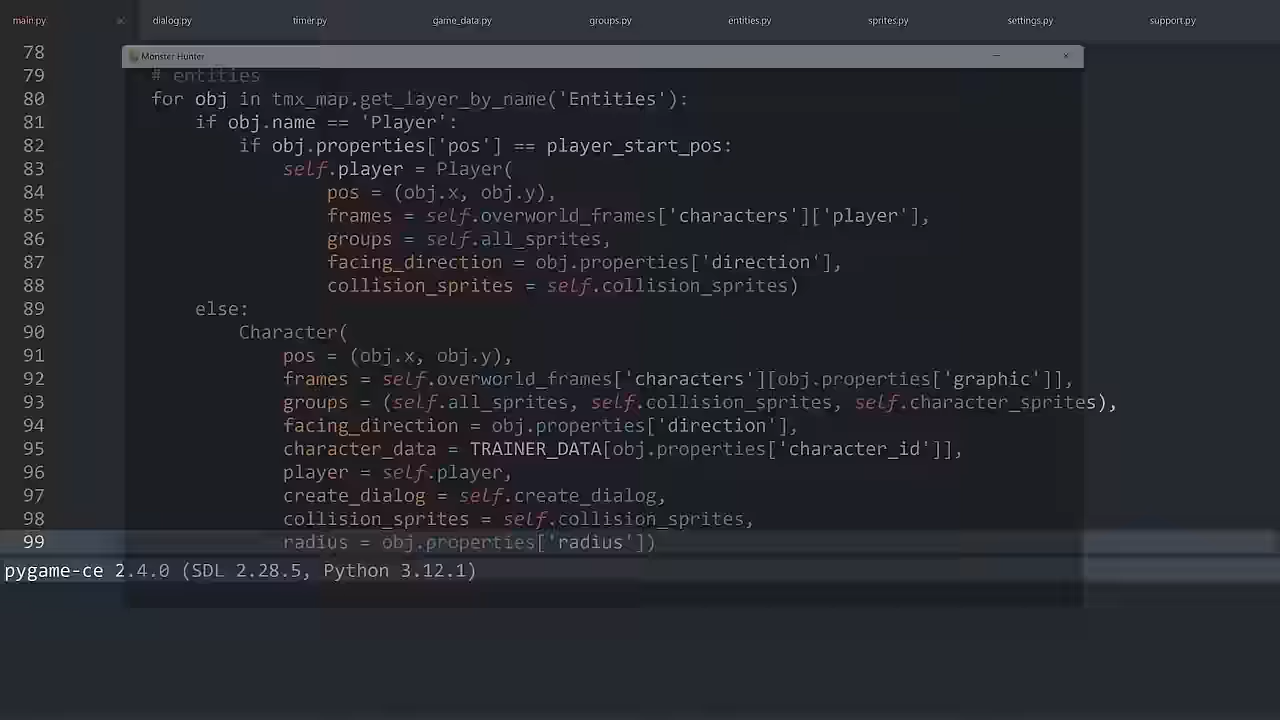 main.py dialog.py timer.py game_data.py groups.py entities.py sprites.py settings.py support.py
Monster Hunter
78
79 # entities
80 for obj in tmx_map.get_layer_by_name('Entities'):
81 if obj.name == 'Player':
82 if obj.properties['pos'] == player_start_pos:
83 self.player = Player(
84 pos = (obj.x, obj.y),
85 frames = self.overworld_frames['characters']['player'],
86 groups = self.all_sprites,
87 facing_direction = obj.properties['direction'],
88 collision_sprites = self.collision_sprites)
89 else:
90 Character(
91 pos = (obj.x, obj.y),
92 frames = self.overworld_frames['characters'][obj.properties['graphic']],
93 groups = (self.all_sprites, self.collision_sprites, self.character_sprites),
94 facing_direction = obj.properties['direction'],
95 character_data = TRAINER_DATA[obj.properties['character_id']],
96 player = self.player,
97 create_dialog = self.create_dialog,
98 collision_sprites = self.collision_sprites,
99 radius = obj.properties['radius'])
pygame-ce 2.4.0 (SDL 2.28.5, Python 3.12.1)